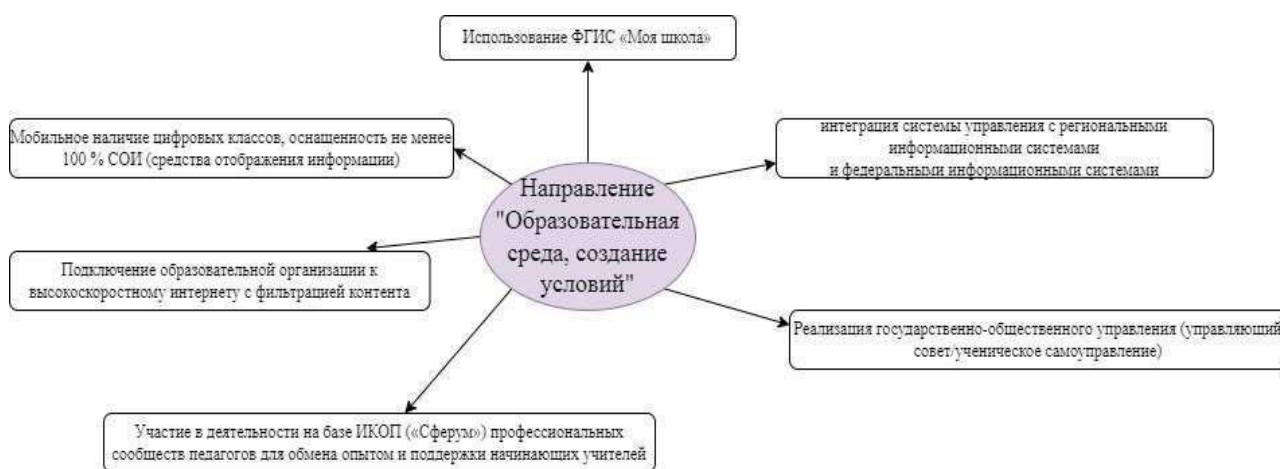 Использование ФГИС «Моя школа»
Мобильное наличие цифровых классов, оснащенность не менее
100 % СОИ (средства отображения информации)
интеграция системы управления с региональными
информационными системами
и федеральными информационными системами
Направление
"Образовательная
среда, создание
условий"
Подключение образовательной организации к
высокоскоростному интернету с фильтрацией контента
Реализация государственно-общественного управления (управляющий
совет/ученическое самоуправление)
Участие в деятельности на базе ИКОП («Сферум») профессиональных
сообществ педагогов для обмена опытом и поддержки начинающих учителей